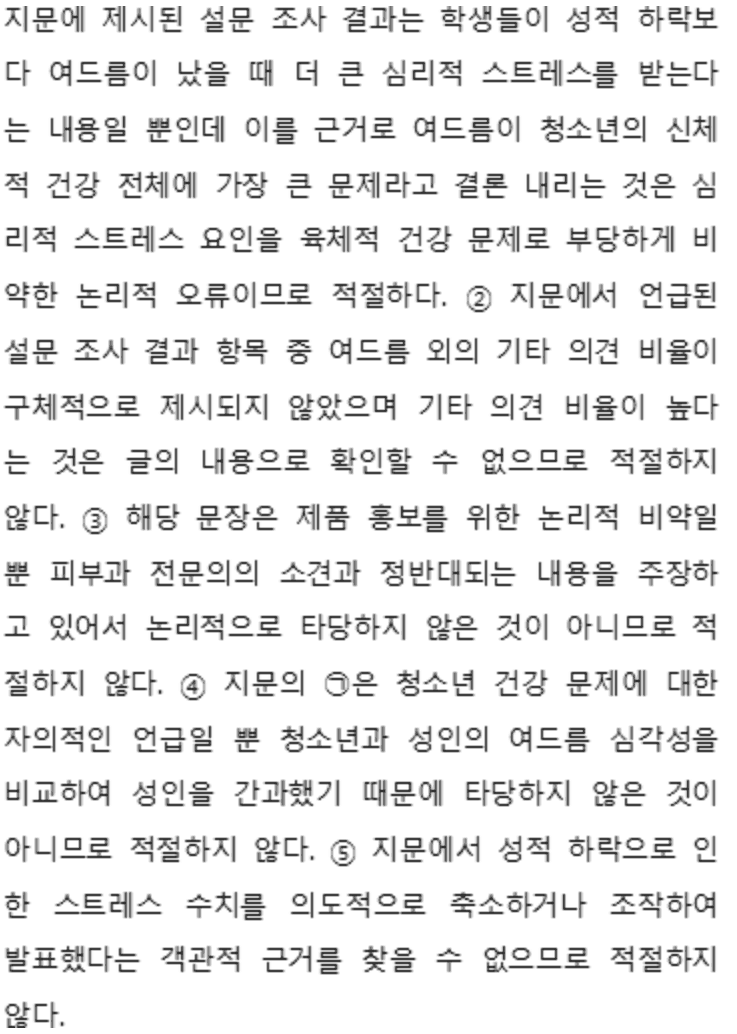 지문에 제시된 설문 조사 결과는 학생들이 성적 하락보
다 여드름이 났을 때 더 큰 심리적 스트레스를 받는다
는 내용일 뿐인데 이를 근거로 여드름이 청소년의 신체
적 건강 전체에 가장 큰 문제라고 결론 내리는 것은 심
리적 스트레스 요인을 육체적 건강 문제로 부당하게 비
약한 논리적 오류이므로 적절하다. ② 지문에서 언급된
설문 조사 결과 항목 중 여드름 외의 기타 의견 비율이
구체적으로 제시되지 않았으며 기타 의견 비율이 높다
는 것은 글의 내용으로 확인할 수 없으므로 적절하지
않다. ③ 해당 문장은 제품 홍보를 위한 논리적 비약일
뿐 피부과 전문의의 소견과 정반대되는 내용을 주장하
고 있어서 논리적으로 타당하지 않은 것이 아니므로 적
절하지 않다. ④ 지문의 ㉠은 청소년 건강 문제에 대한
자의적인 언급일 뿐 청소년과 성인의 여드름 심각성을
비교하여 성인을 간과했기 때문에 타당하지 않은 것이
아니므로 적절하지 않다. ⑤ 지문에서 성적 하락으로 인
한 스트레스 수치를 의도적으로 축소하거나 조작하여
발표했다는 객관적 근거를 찾을 수 없으므로 적절하지
않다.